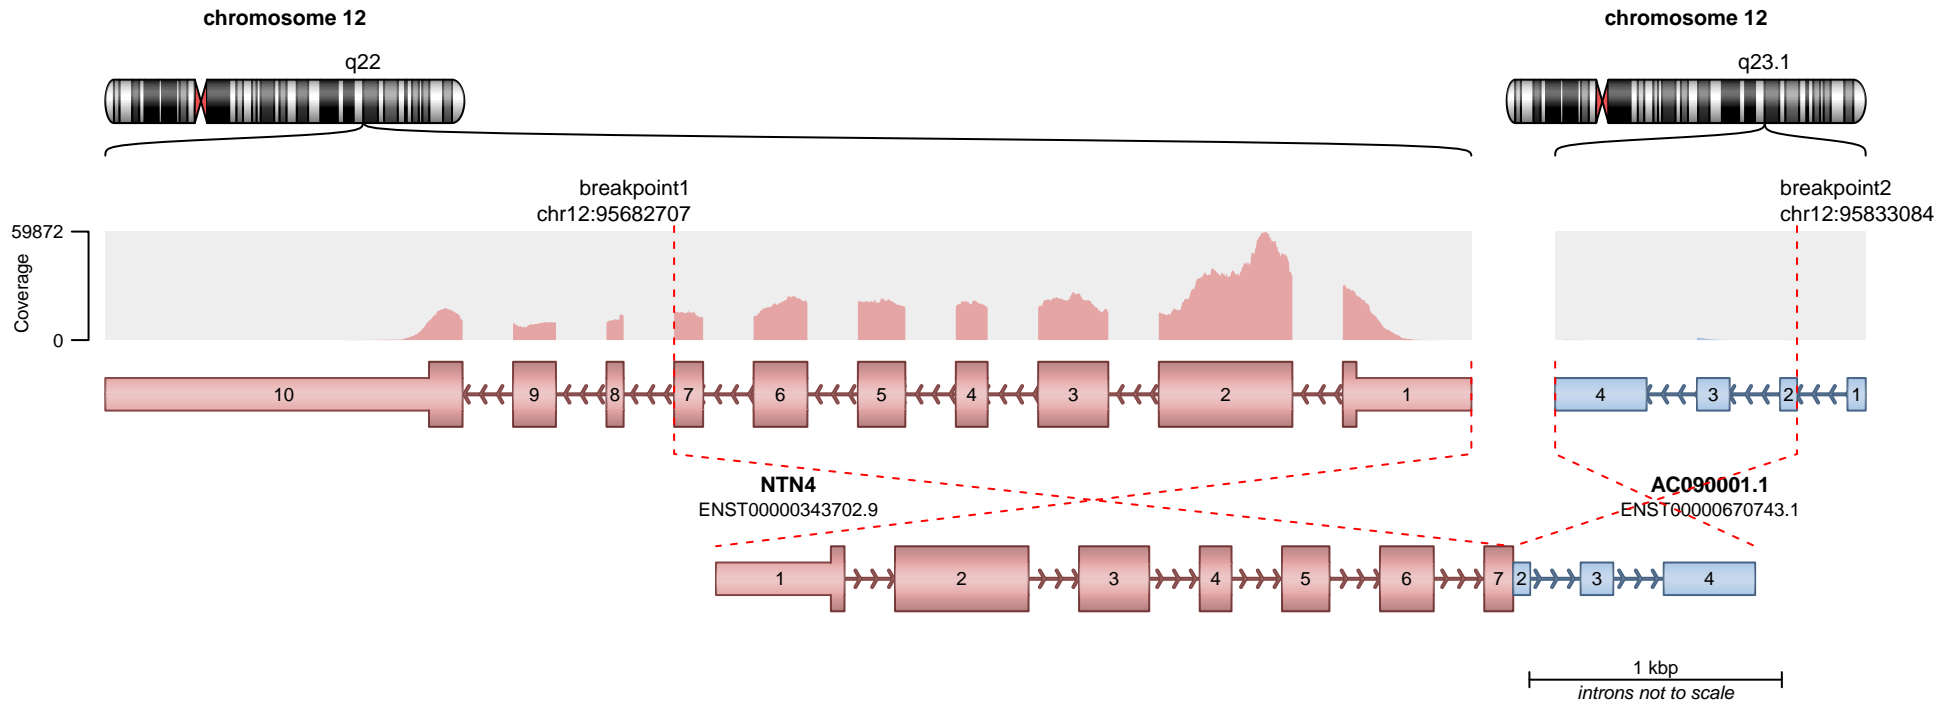 chromosome 12
chromosome 12
q22
q23.1
breakpoint1
chr12:95682707
breakpoint2
chr12:95833084
59872
0
Coverage
10 9 8 7 6 5 4 3 2 1
4 3 2 1
NTN4
ENST00000343702.9
AC090001.1
ENST00000670743.1
1 2 3 4 5 6 7 2 3 4
1 kbp
introns not to scale